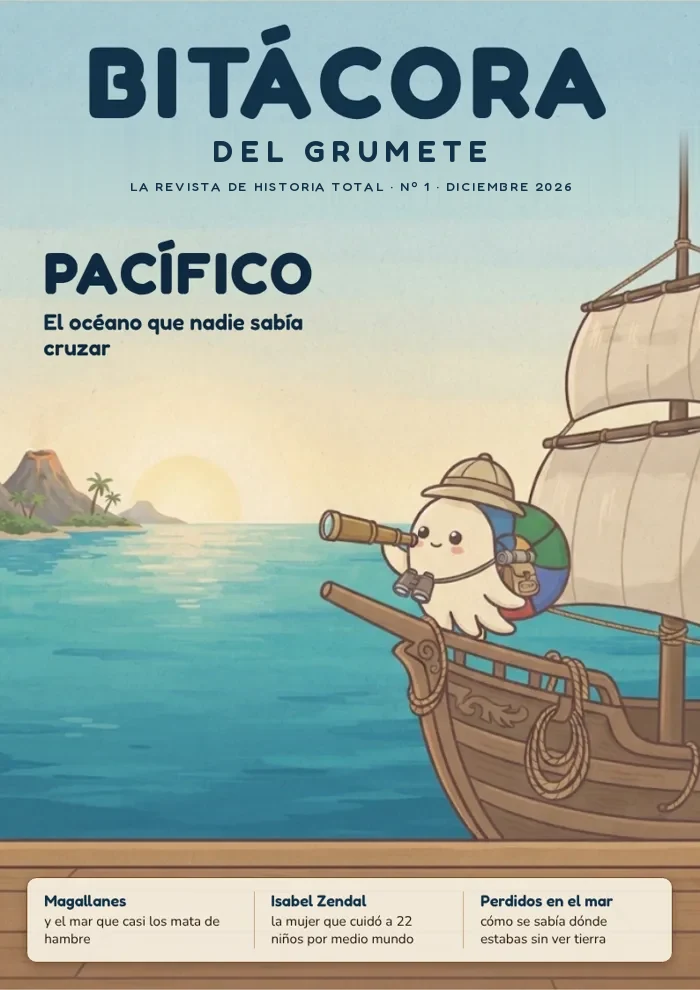 BITÁCORA
DEL GRUMETE
LA REVISTA DE HISTORIA TOTAL · Nº 1 · DICIEMBRE 2026
PACÍFICO
El océano que nadie sabía
cruzar
Magallanes
y el mar que casi los mata de
hambre
Isabel Zendal
la mujer que cuidó a 22
niños por medio mundo
Perdidos en el mar
cómo se sabía dónde
estabas sin ver tierra